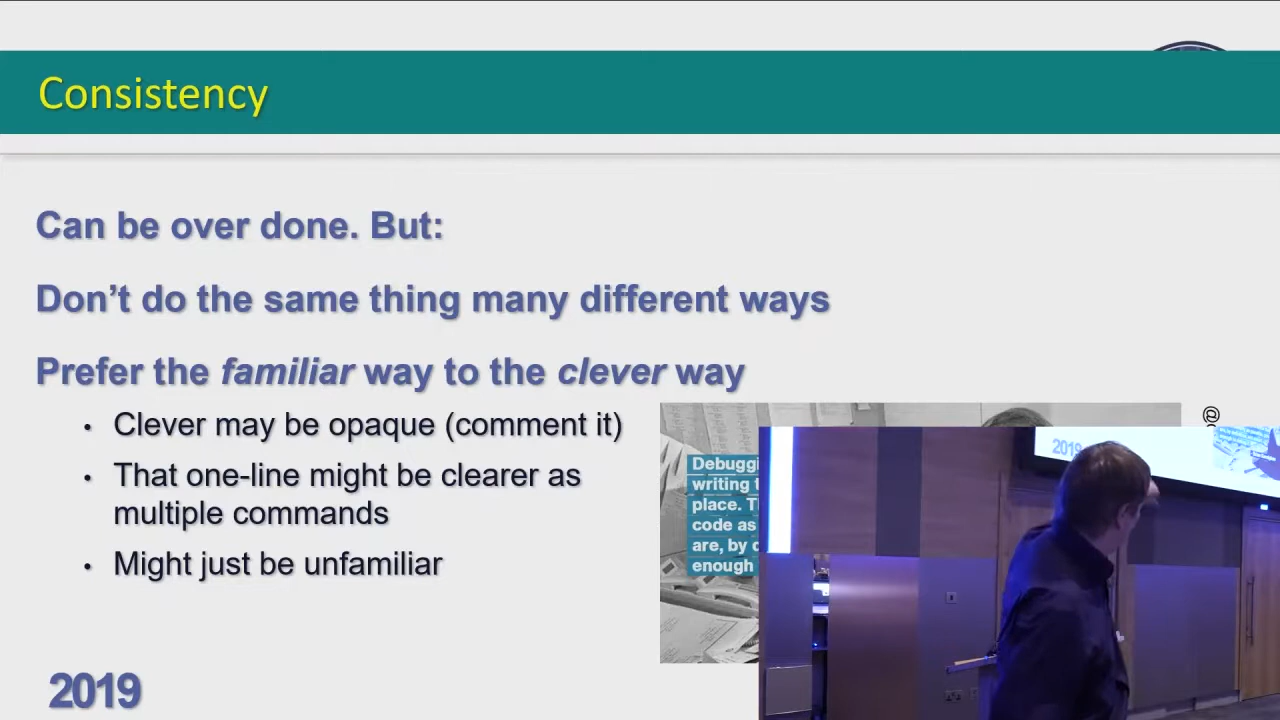 Consistency
Can be over done. But:
Don't do the same thing many different ways
Prefer the familiar way to the clever way
• Clever may be opaque (comment it)
• That one-line might be clearer as
multiple commands
• Might just be unfamiliar
@
Debuggi
writing t
place. T
code as
are, by d
enough
2019
2019